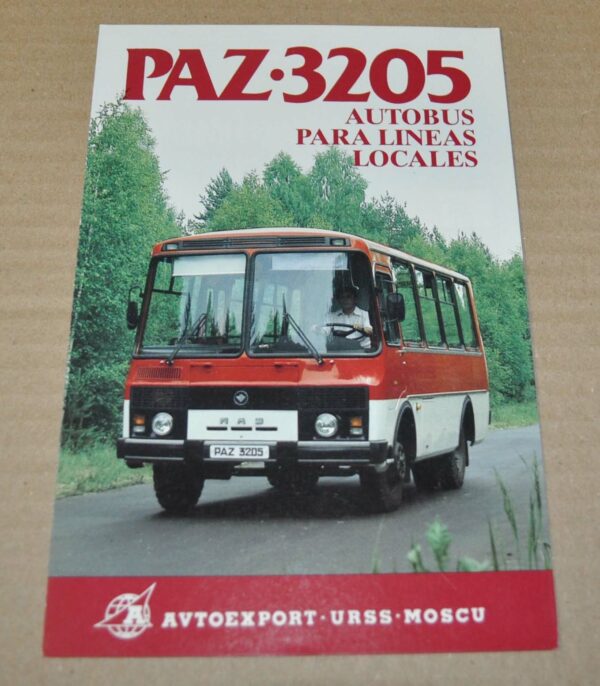 PAZ·3205
AUTOBUS
PARA LINEAS
LOCALES
ПАЗ
PAZ 3205
A
AVTOEXPORT·URSS·MOSCU